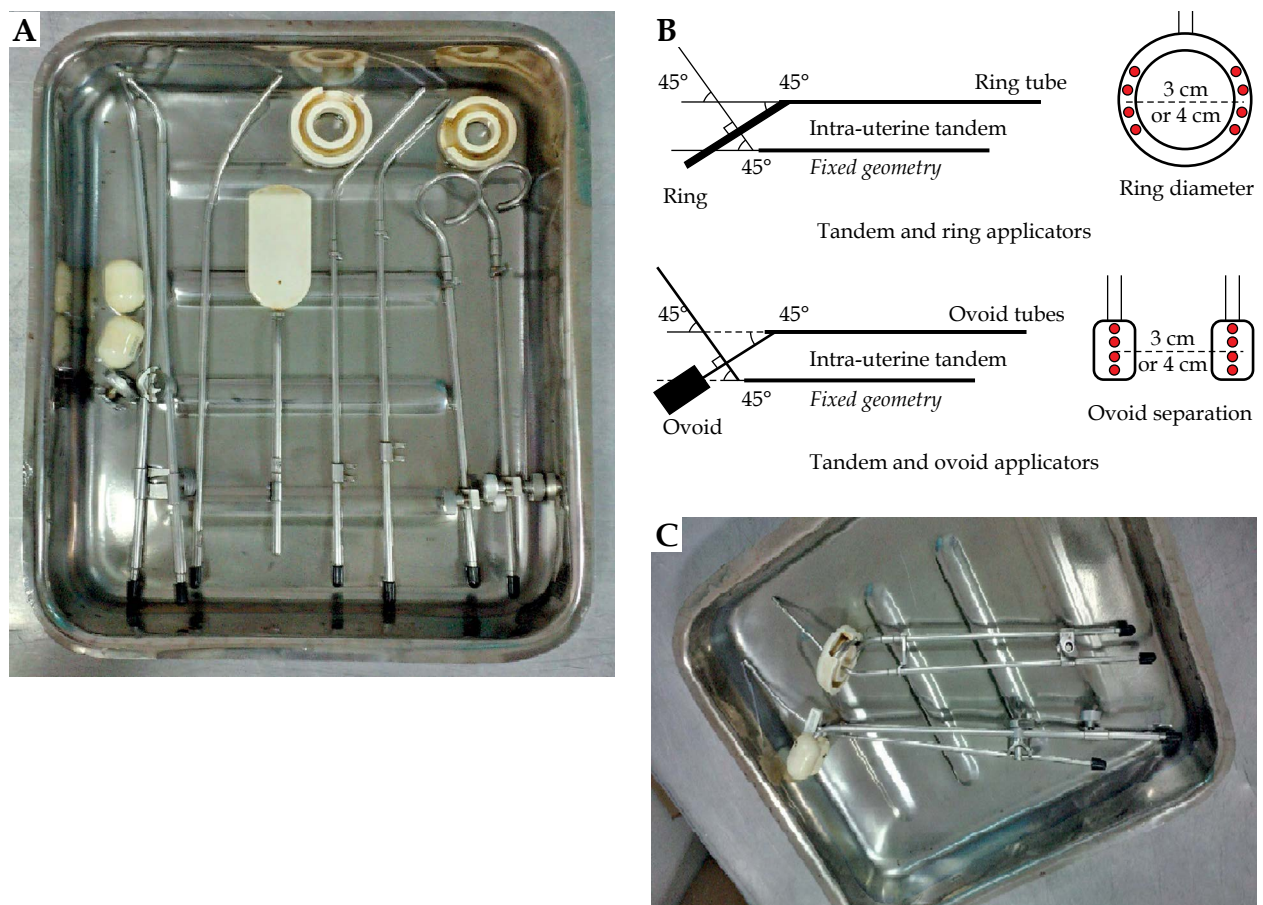 A
B
45°
45°
Ring tube
3 cm
or 4 cm
Intra-uterine tandem
45°
Fixed geometry
Ring
Ring diameter
Tandem and ring applicators
45°
45°
Ovoid tubes
3 cm
or 4 cm
Intra-uterine tandem
45°
Fixed geometry
Ovoid
Ovoid separation
Tandem and ovoid applicators
C